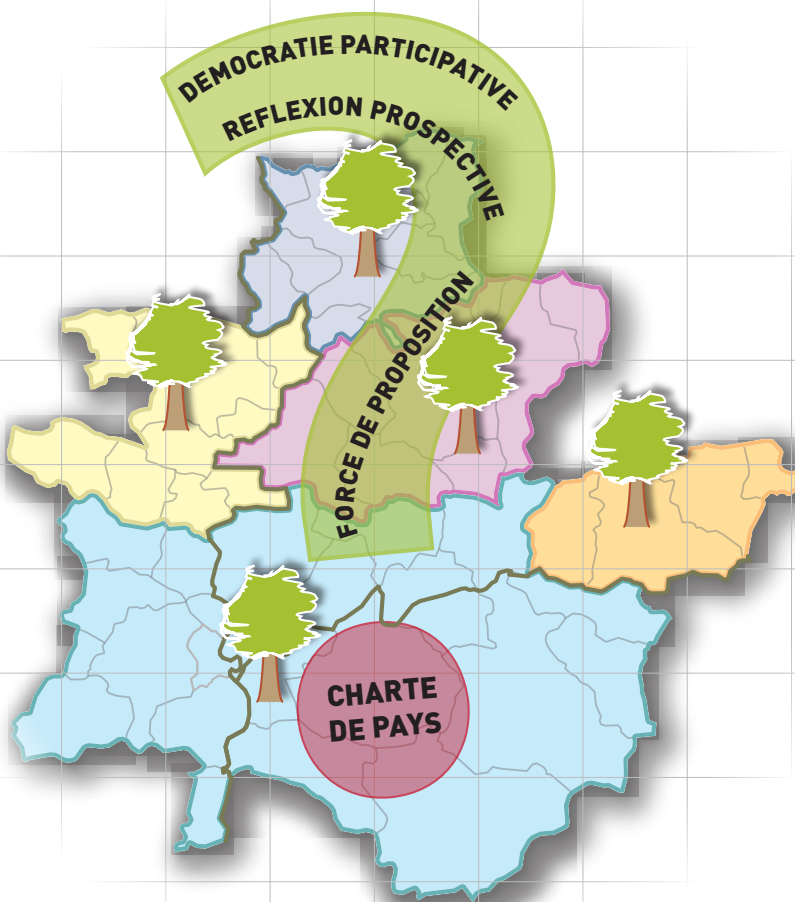 DEMOCRATIE PARTICIPATIVE
REFLEXION PROSPECTIVE
FORCE DE PROPOSITION
CHARTE
DE PAYS